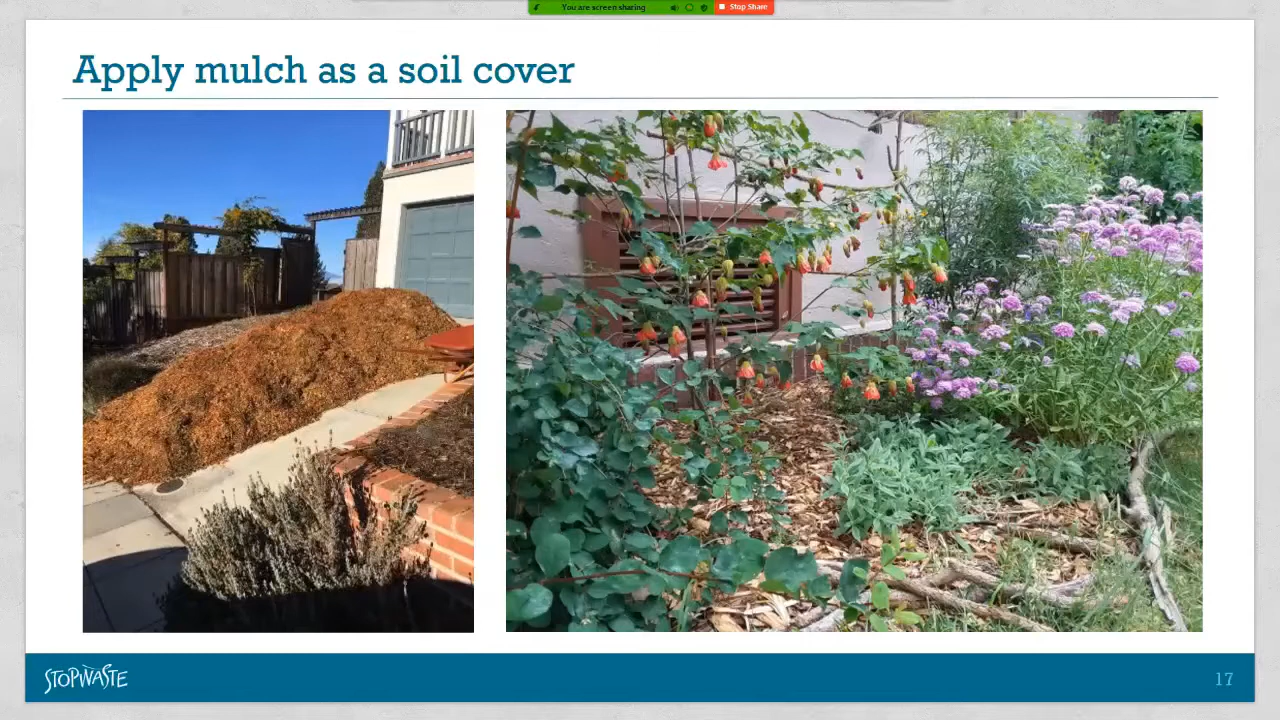 You are screen sharing
Stop Share
Apply mulch as a soil cover
STOPWASTE
17